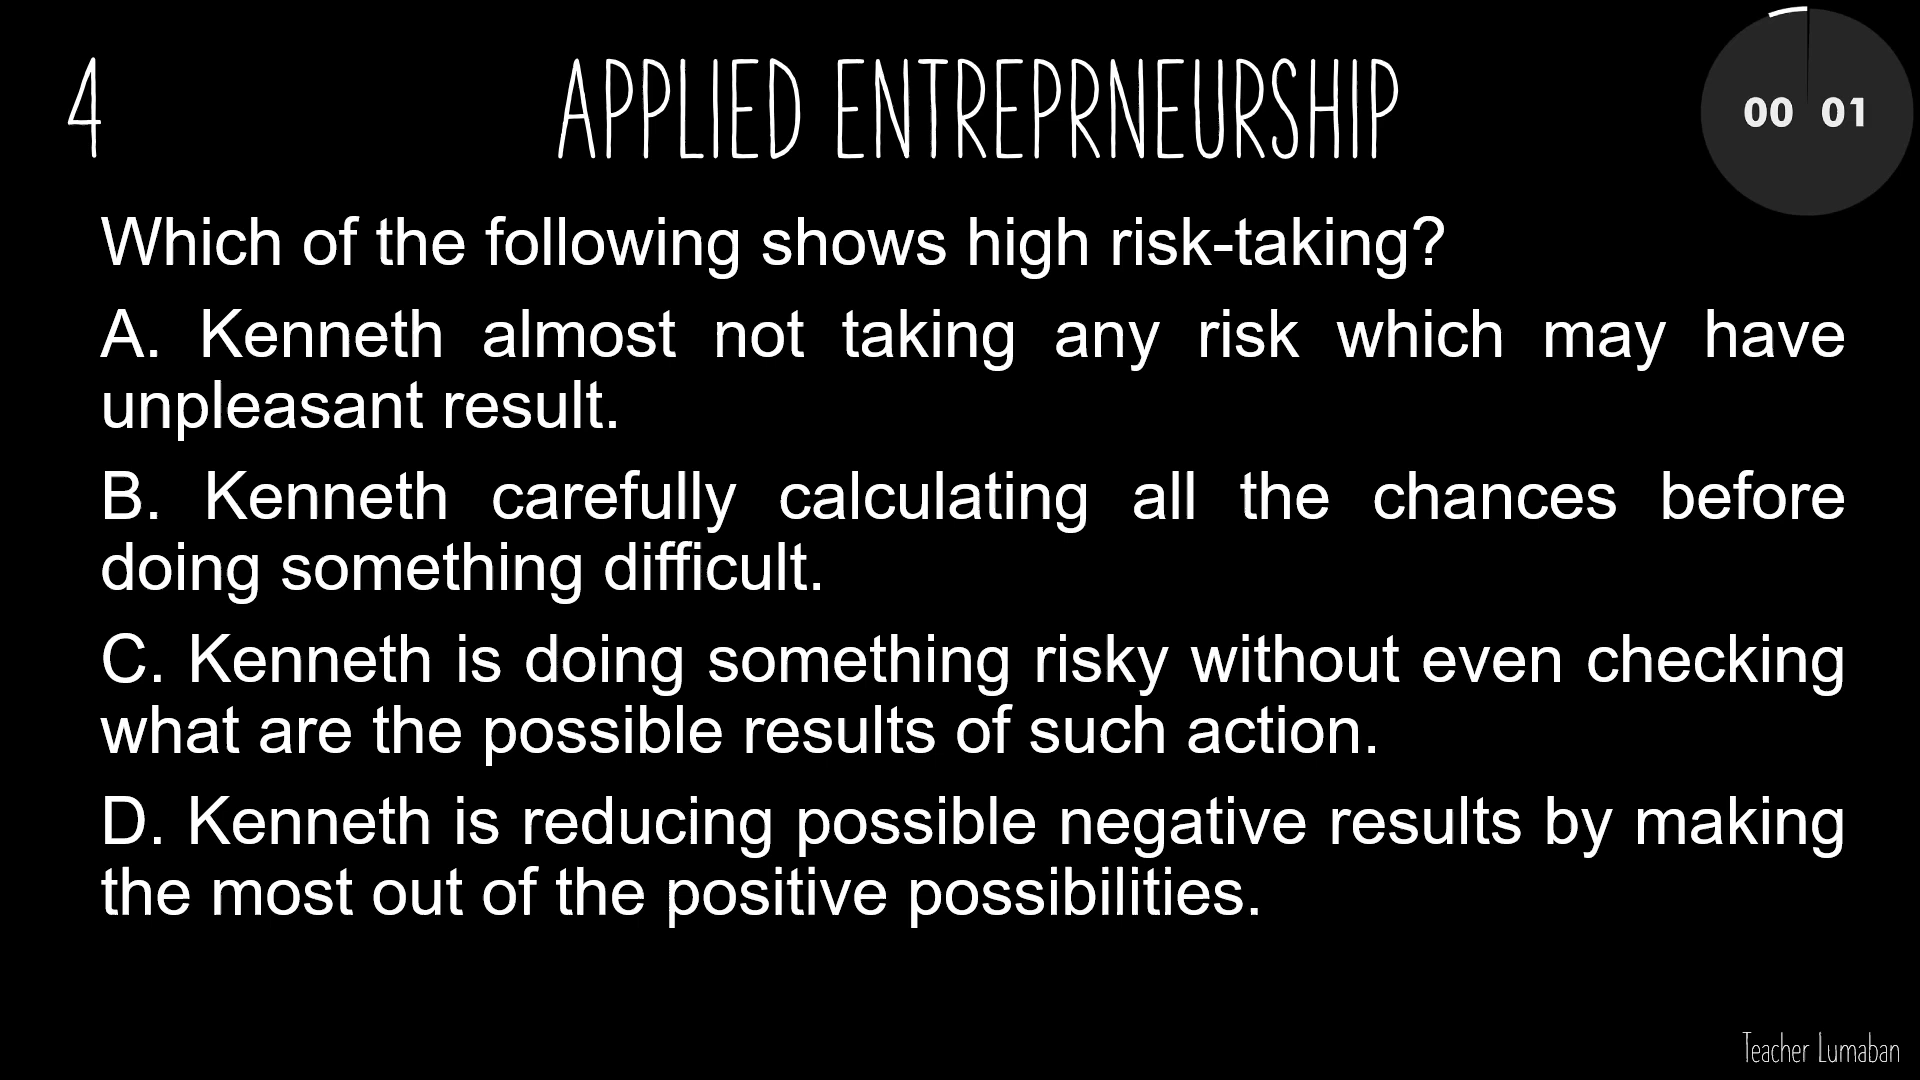 4
APPLIED ENTREPRNEURSHIP
00 01
Which of the following shows high risk-taking?
A. Kenneth almost not taking any risk which may have
unpleasant result.
B. Kenneth carefully calculating all the chances before
doing something difficult.
C. Kenneth is doing something risky without even checking
what are the possible results of such action.
D. Kenneth is reducing possible negative results by making
the most out of the positive possibilities.
Teacher Lumaban